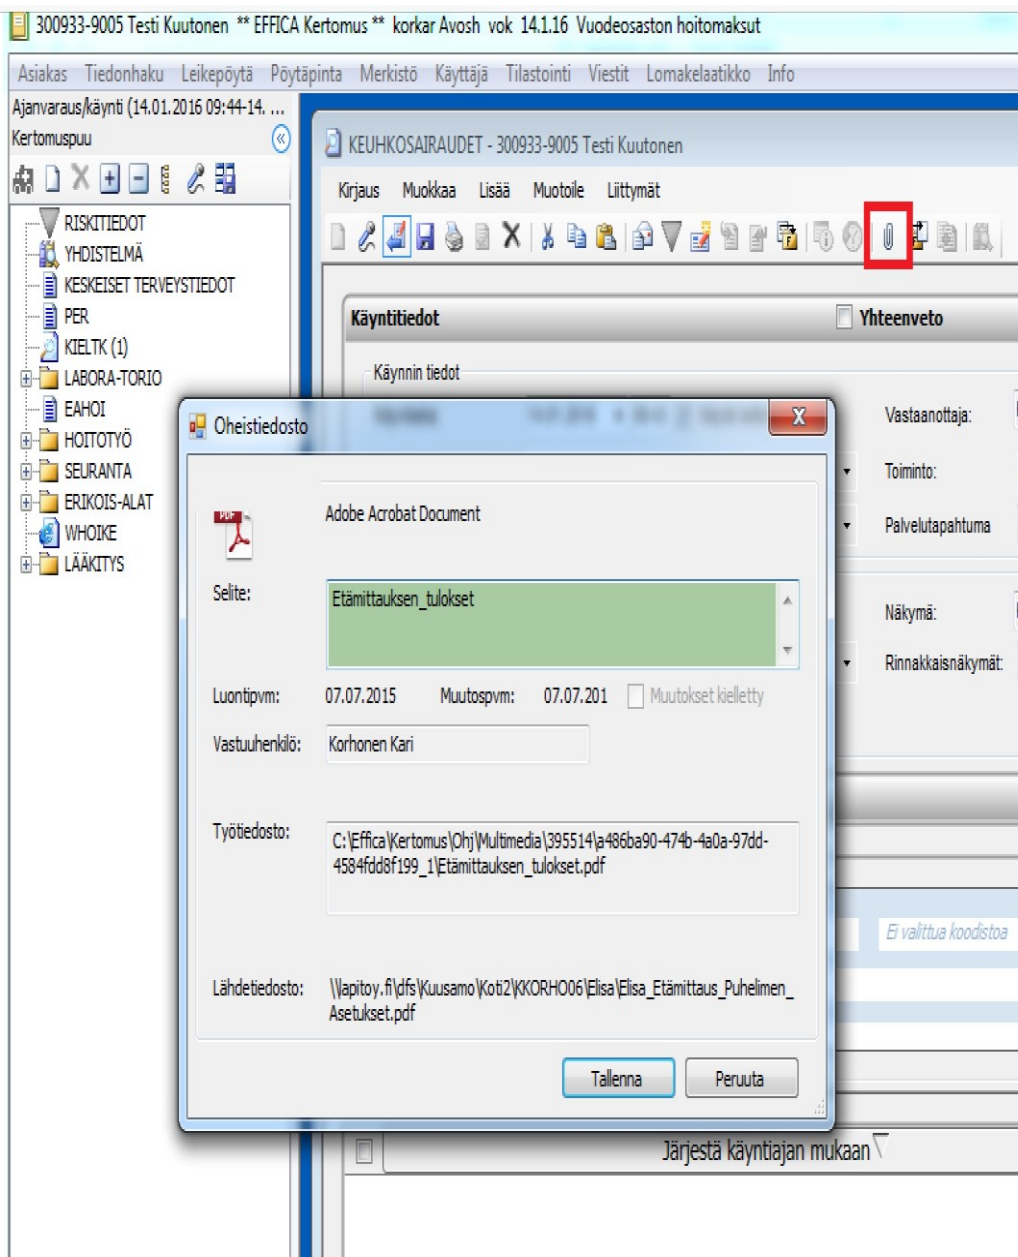 300933-9005 Testi Kuutonen ** EFFICA Kertomus ** korkar Avosh vok 14.1.16 Vuodeosaston hoitomaksut
Asiakas Tiedonhaku Leikepöytä Pöytäpinta Merkistö Käyttäjä Tilastointi Viestit Lomakelaatikko Info
Ajanvaraus/käynti (14.01.2016 09:44-14. ...
Kertomuspuu
RISKITIEDOT
YHDISTELMÄ
KESKEISET TERVEYSTIEDOT
PER
KIELTK (1)
LABORA-TORIO
EAHOI
HOITOTYÖ
SEURANTA
ERIKOIS-ALAT
WHOIKE
LÄÄKITYS
KEUHKOSAIRAUDET - 300933-9005 Testi Kuutonen
Kirjaus Muokkaa Lisää Muotoile Liittymät
Käyntitiedot Yhteenveto
Käynnin tiedot
Vastaanottaja:
Toiminto:
Palvelutapahtuma
Näkymä:
Rinnakkaisnäkymät:
Ei valittua koodistoa
Oheistiedosto
PDF
Adobe Acrobat Document
Selite: Etämittauksen_tulokset
Luontipvm: 07.07.2015 Muutospvm: 07.07.201 Muutokset kielletty
Vastuuhenkilö: Korhonen Kari
Työtiedosto: C:\Effica\Kertomus\Ohj\Multimedia\395514\a486ba90-474b-4a0a-97dd-
4584fdd8f199_1\Etämittauksen_tulokset.pdf
Lähdetiedosto: \\lapitoy.fi\dfs\Kuusamo\Koti2\KKORHO06\Elisa\Elisa_Etämittaus_Puhelimen_
Asetukset.pdf
Tallenna Peruuta
Järjestä käyntiajan mukaan